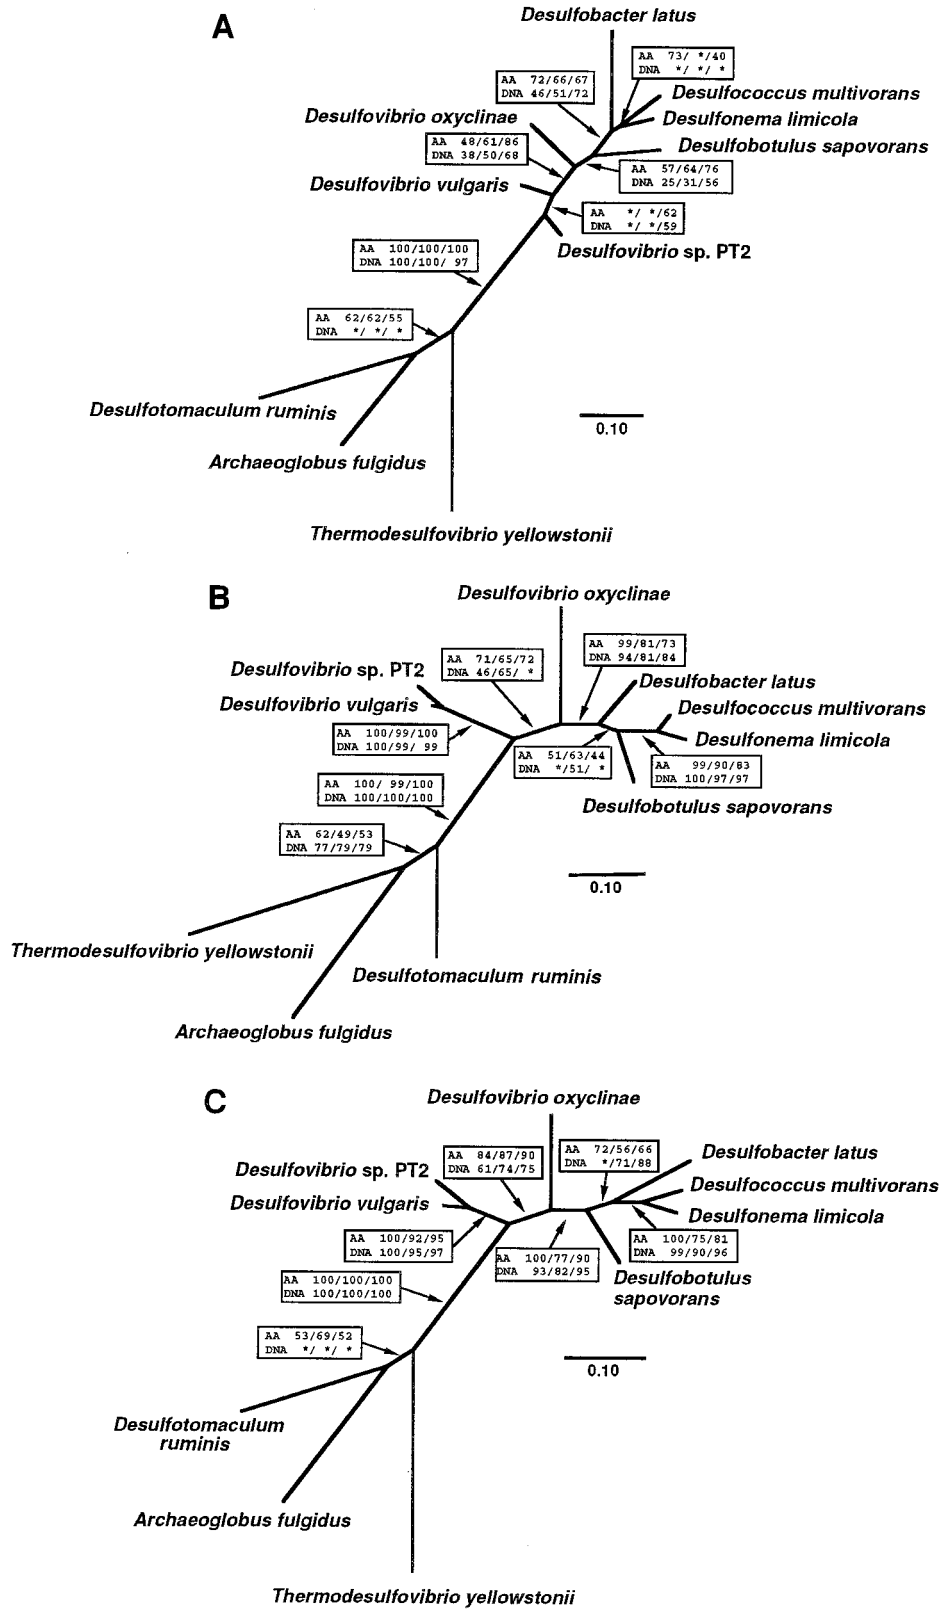 A
Desulfobacter latus
AA 73/ */40
DNA */ */ *
AA 72/66/67
DNA 46/51/72
Desulfococcus multivorans
Desulfonema limicola
Desulfovibrio oxyclinae
AA 48/61/86
DNA 38/50/68
Desulfobotulus sapovorans
AA 57/64/76
DNA 25/31/56
Desulfovibrio vulgaris
AA */ */62
DNA */ */59
Desulfovibrio sp. PT2
AA 100/100/100
DNA 100/100/ 97
AA 62/62/55
DNA */ */ *
Desulfotomaculum ruminis
0.10
Archaeoglobus fulgidus
Thermodesulfovibrio yellowstonii
B
Desulfovibrio oxyclinae
AA 99/81/73
DNA 94/81/84
AA 71/65/72
DNA 46/65/ *
Desulfovibrio sp. PT2
Desulfobacter latus
Desulfovibrio vulgaris
Desulfococcus multivorans
AA 100/99/100
DNA 100/99/ 99
Desulfonema limicola
AA 51/63/44
DNA */51/ *
AA 99/90/83
DNA 100/97/97
AA 100/ 99/100
DNA 100/100/100
Desulfobotulus sapovorans
AA 62/49/53
DNA 77/79/79
0.10
Thermodesulfovibrio yellowstonii
Desulfotomaculum ruminis
Archaeoglobus fulgidus
C
Desulfovibrio oxyclinae
AA 84/87/90
DNA 61/74/75
AA 72/56/66
DNA */71/88
Desulfobacter latus
Desulfovibrio sp. PT2
Desulfococcus multivorans
Desulfovibrio vulgaris
Desulfonema limicola
AA 100/92/95
DNA 100/95/97
AA 100/75/81
DNA 99/90/96
AA 100/77/90
DNA 93/82/95
AA 100/100/100
DNA 100/100/100
Desulfobotulus
sapovorans
AA 53/69/52
DNA */ */ *
0.10
Desulfotomaculum
ruminis
Archaeoglobus fulgidus
Thermodesulfovibrio yellowstonii